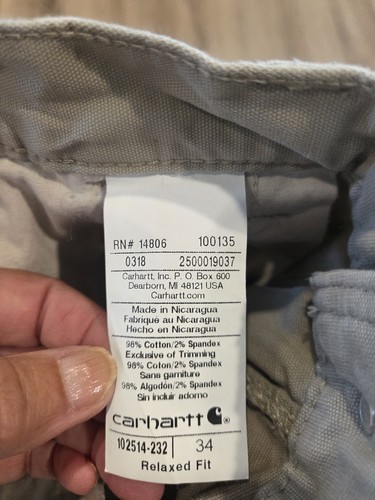 RN# 14806 100135
0318 2500019037
Carhartt, Inc. P. O. Box 600
Dearborn, MI 48121 USA
Carhartt.com
Made in Nicaragua
Fabriqué au Nicaragua
Hecho en Nicaragua
98% Cotton/2% Spandex
Exclusive of Trimming
98% Coton/2% Spandex
Sans garniture
98% Algodón/2% Spandex
Sin incluir adorno
carhartt®
102514-232 34
Relaxed Fit